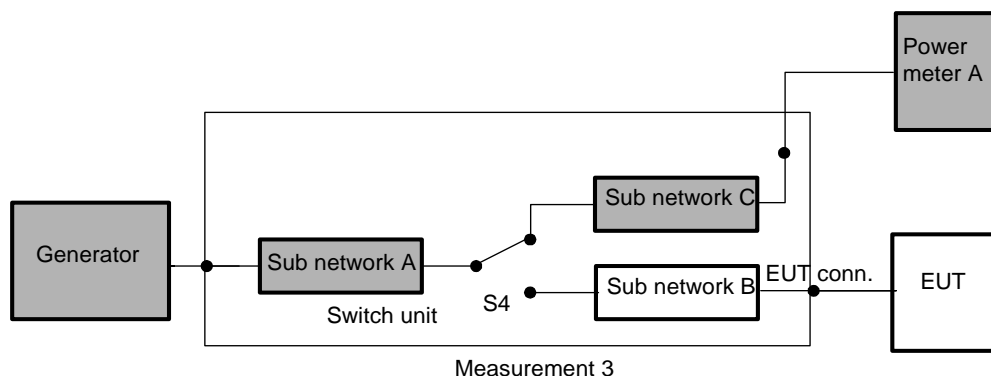 Power
meter A
Sub network C
Generator
Sub network A
EUT conn.
Sub network B
EUT
S4
Switch unit
Measurement 3